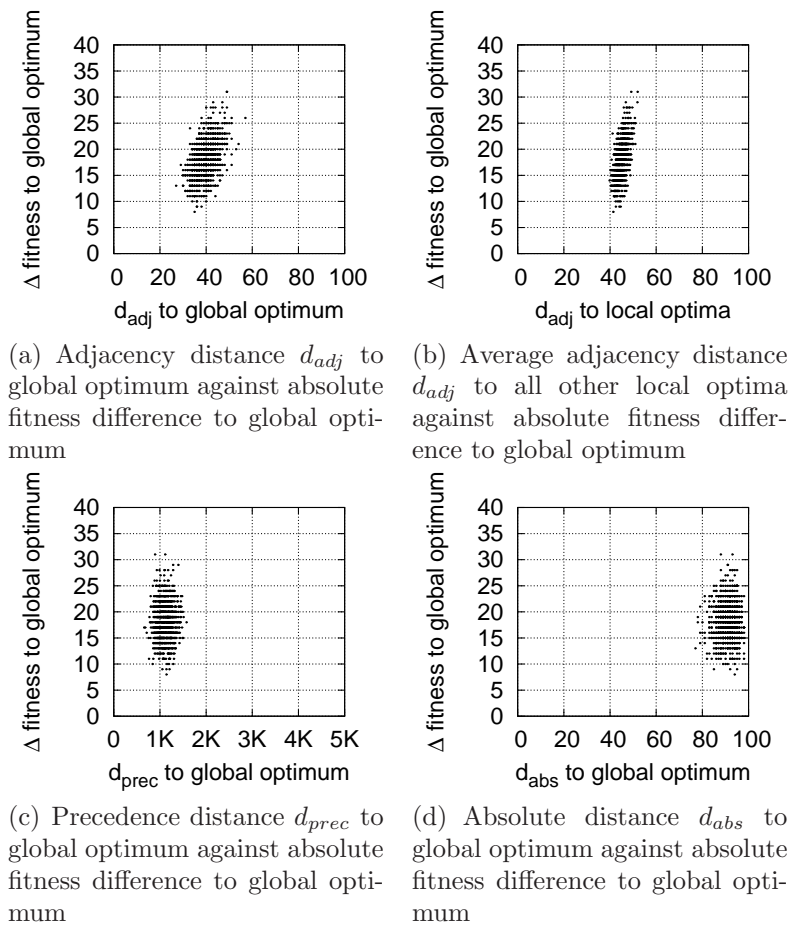 Δ fitness to global optimum
40
35
30
25
20
15
10
5
0
0 20 40 60 80 100
d_adj to global optimum
Δ fitness to global optimum
40
35
30
25
20
15
10
5
0
0 20 40 60 80 100
d_adj to local optima
(a) Adjacency distance d_adj to
global optimum against absolute
fitness difference to global opti-
mum
(b) Average adjacency distance
d_adj to all other local optima
against absolute fitness differ-
ence to global optimum
Δ fitness to global optimum
40
35
30
25
20
15
10
5
0
0 1K 2K 3K 4K 5K
d_prec to global optimum
Δ fitness to global optimum
40
35
30
25
20
15
10
5
0
0 20 40 60 80 100
d_abs to global optimum
(c) Precedence distance d_prec to
global optimum against absolute
fitness difference to global opti-
mum
(d) Absolute distance d_abs to
global optimum against absolute
fitness difference to global opti-
mum